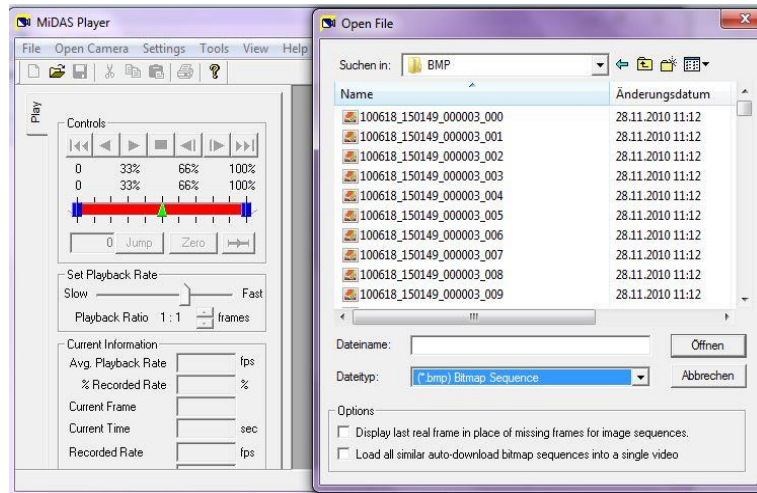 MiDAS Player
File Open Camera Settings Tools View Help
Play
Controls
0 33% 66% 100%
0 33% 66% 100%
0 Jump Zero
Set Playback Rate
Slow Fast
Playback Ratio 1 : 1 frames
Current Information
Avg. Playback Rate fps
% Recorded Rate %
Current Frame
Current Time sec
Recorded Rate fps
Open File
Suchen in: BMP
Name Änderungsdatum
100618_150149_000003_000 28.11.2010 11:12
100618_150149_000003_001 28.11.2010 11:12
100618_150149_000003_002 28.11.2010 11:12
100618_150149_000003_003 28.11.2010 11:12
100618_150149_000003_004 28.11.2010 11:12
100618_150149_000003_005 28.11.2010 11:12
100618_150149_000003_006 28.11.2010 11:12
100618_150149_000003_007 28.11.2010 11:12
100618_150149_000003_008 28.11.2010 11:12
100618_150149_000003_009 28.11.2010 11:12
Dateiname: Öffnen
Dateityp: (*.bmp) Bitmap Sequence Abbrechen
Options
Display last real frame in place of missing frames for image sequences.
Load all similar auto-download bitmap sequences into a single video